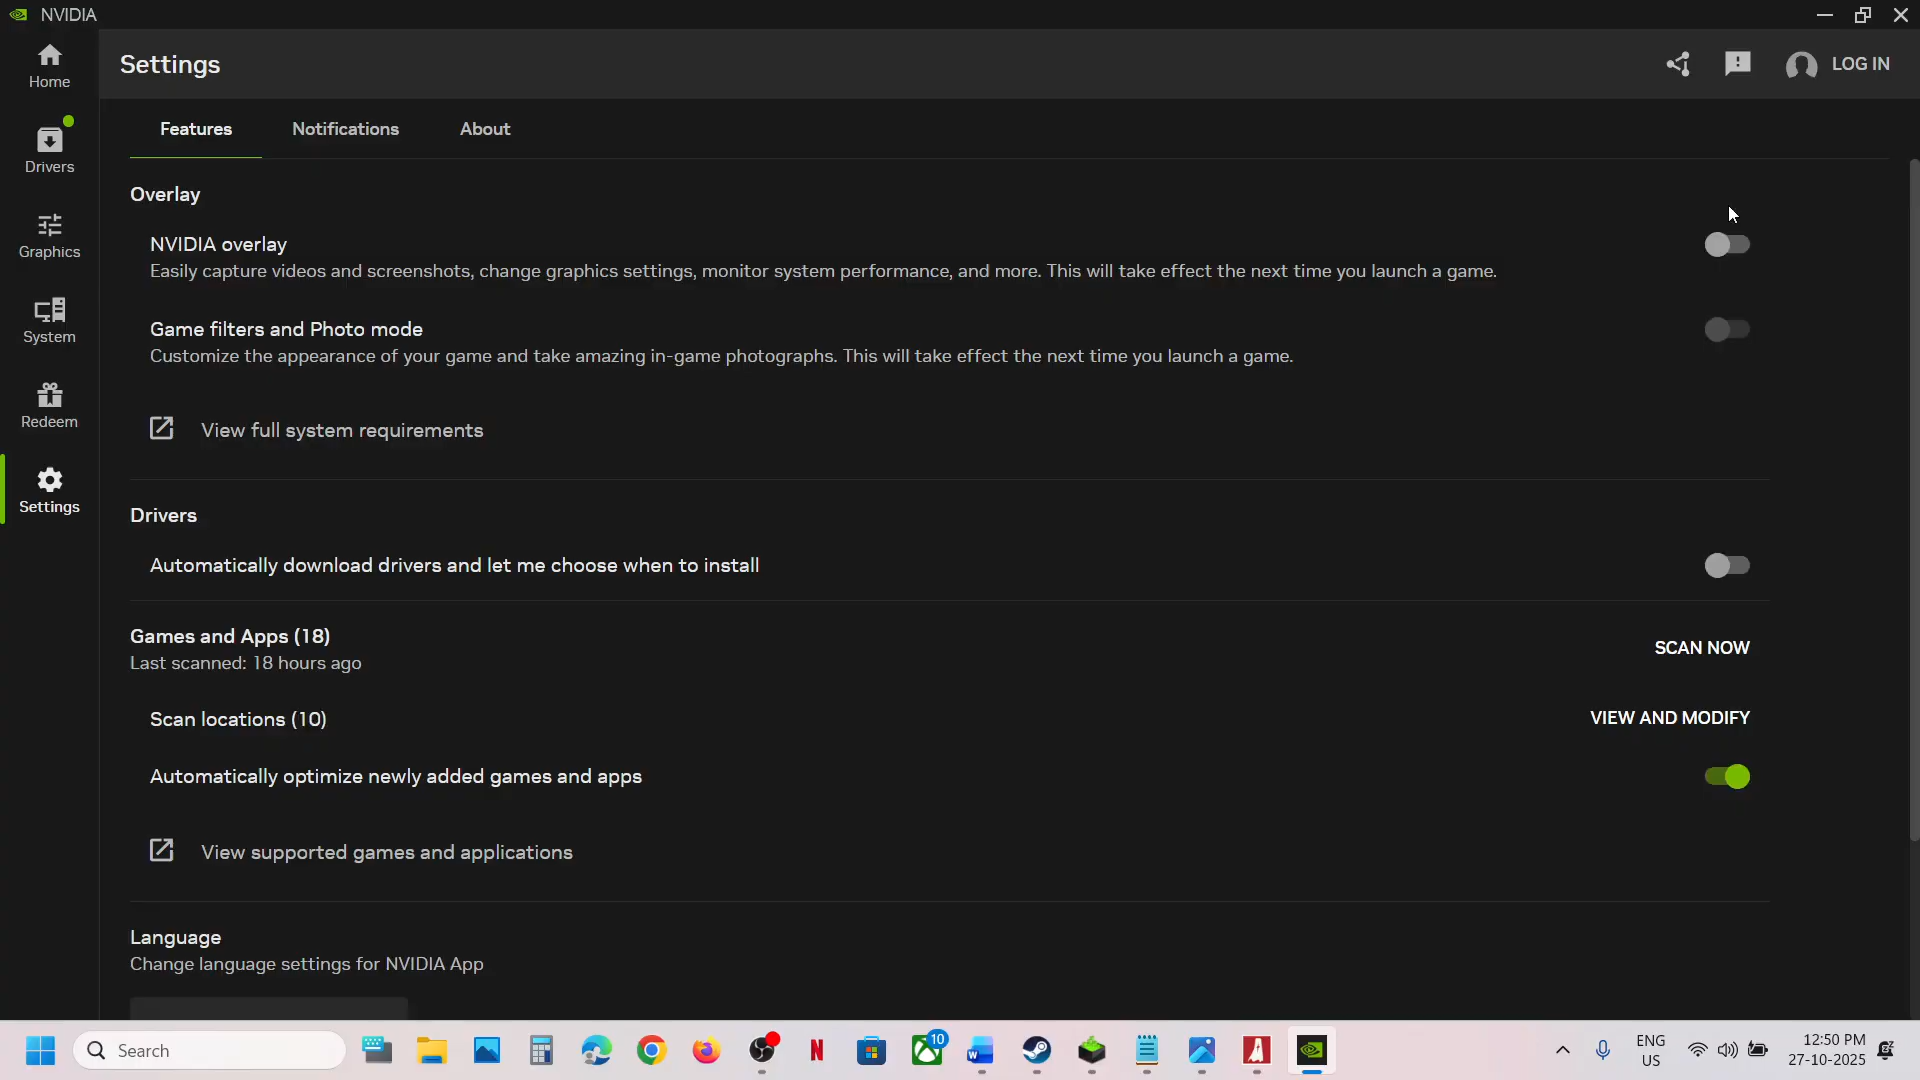 NVIDIA
Home
Drivers
Graphics
System
Redeem
Settings
Settings
LOG IN
Features
Notifications
About
Overlay
NVIDIA overlay
Easily capture videos and screenshots, change graphics settings, monitor system performance, and more. This will take effect the next time you launch a game.
Game filters and Photo mode
Customize the appearance of your game and take amazing in-game photographs. This will take effect the next time you launch a game.
View full system requirements
Drivers
Automatically download drivers and let me choose when to install
Games and Apps (18)
Last scanned: 18 hours ago
SCAN NOW
Scan locations (10)
VIEW AND MODIFY
Automatically optimize newly added games and apps
View supported games and applications
Language
Change language settings for NVIDIA App
Search
N
10
W
ENG
US
12:50 PM
27-10-2025